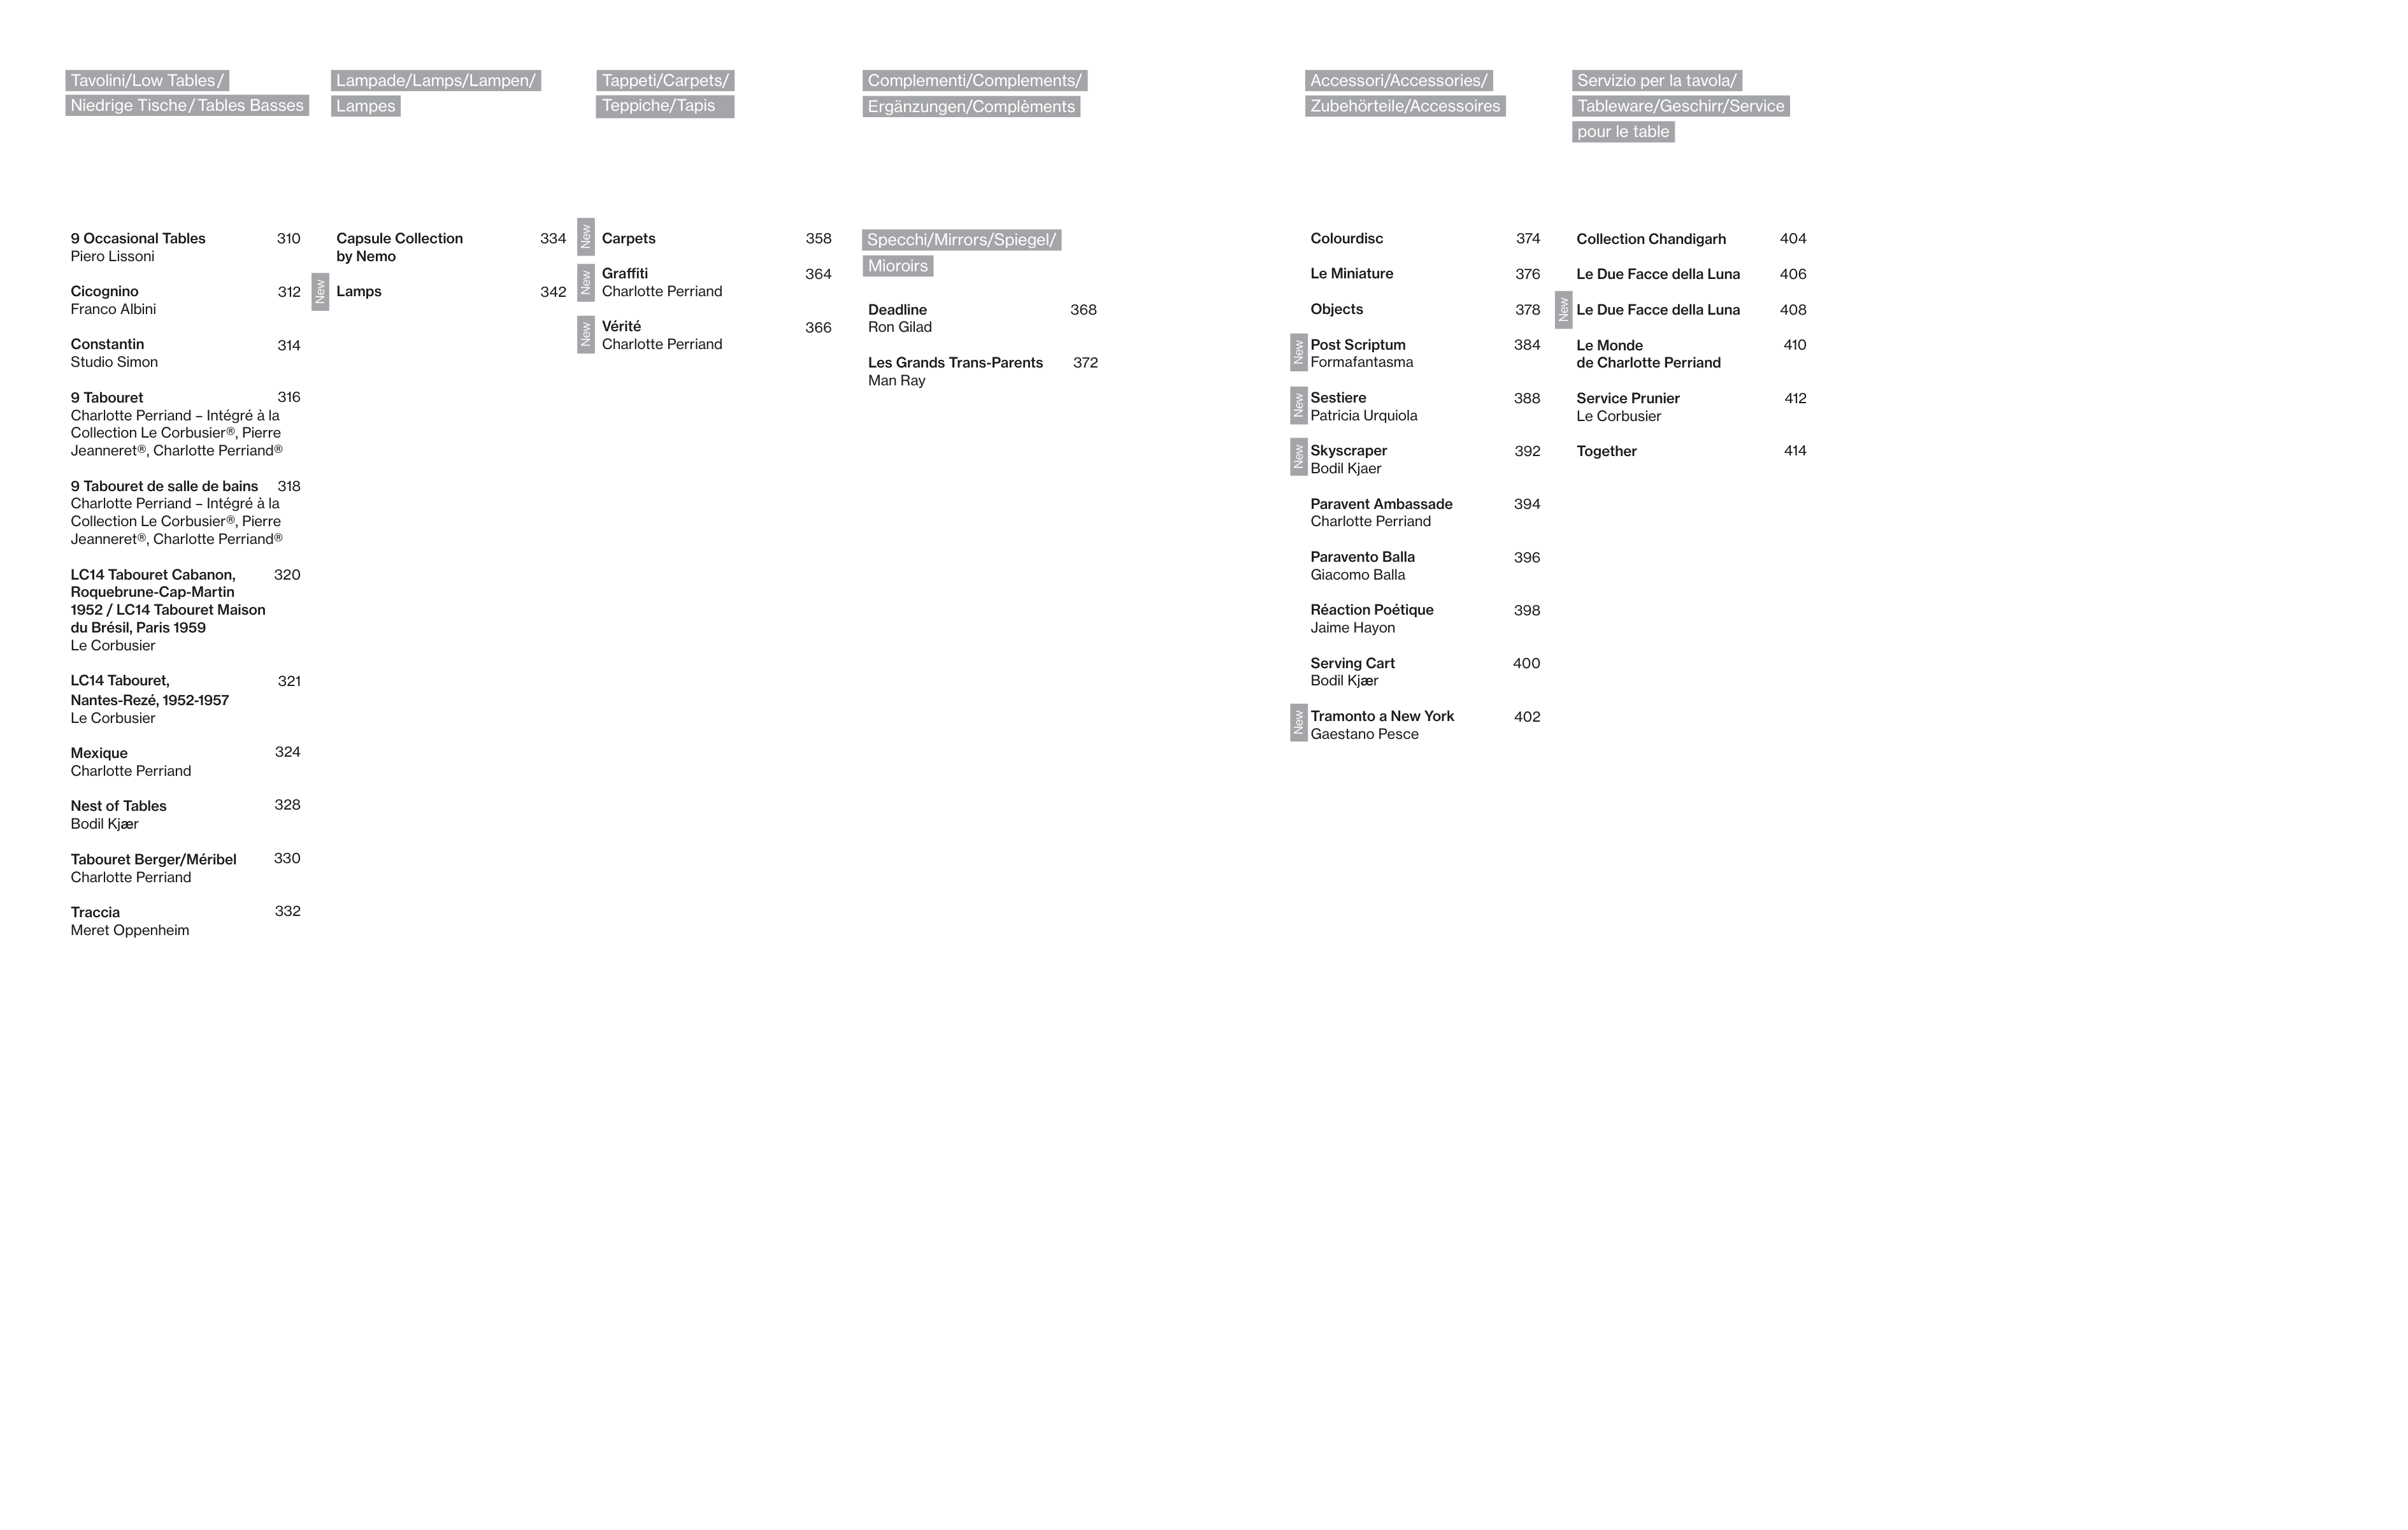 Tavolini/Low Tables/
Niedrige Tische/Tables Basses
9 Occasional Tables 310
Piero Lissoni
Cicognino 312
Franco Albini
Constantin 314
Studio Simon
9 Tabouret 316
Charlotte Perriand – Intégré à la
Collection Le Corbusier®, Pierre
Jeanneret®, Charlotte Perriand®
9 Tabouret de salle de bains 318
Charlotte Perriand – Intégré à la
Collection Le Corbusier®, Pierre
Jeanneret®, Charlotte Perriand®
LC14 Tabouret Cabanon, 320
Roquebrune-Cap-Martin
1952 / LC14 Tabouret Maison
du Brésil, Paris 1959
Le Corbusier
LC14 Tabouret, 321
Nantes-Rezé, 1952-1957
Le Corbusier
Mexique 324
Charlotte Perriand
Nest of Tables 328
Bodil Kjær
Tabouret Berger/Méribel 330
Charlotte Perriand
Traccia 332
Meret Oppenheim
Lampade/Lamps/Lampen/
Lampes
Capsule Collection 334
by Nemo
New Lamps 342
Tappeti/Carpets/
Teppiche/Tapis
New Carpets 358
New Graffiti 364
Charlotte Perriand
New Vérité 366
Charlotte Perriand
Complementi/Complements/
Ergänzungen/Complèments
Specchi/Mirrors/Spiegel/
Mioroirs
Deadline 368
Ron Gilad
Les Grands Trans-Parents 372
Man Ray
Accessori/Accessories/
Zubehörteile/Accessoires
Colourdisc 374
Le Miniature 376
Objects 378
New Post Scriptum 384
Formafantasma
New Sestiere 388
Patricia Urquiola
New Skyscraper 392
Bodil Kjaer
Paravent Ambassade 394
Charlotte Perriand
Paravento Balla 396
Giacomo Balla
Réaction Poétique 398
Jaime Hayon
Serving Cart 400
Bodil Kjær
New Tramonto a New York 402
Gaestano Pesce
Servizio per la tavola/
Tableware/Geschirr/Service
pour le table
Collection Chandigarh 404
Le Due Facce della Luna 406
New Le Due Facce della Luna 408
Le Monde 410
de Charlotte Perriand
Service Prunier 412
Le Corbusier
Together 414